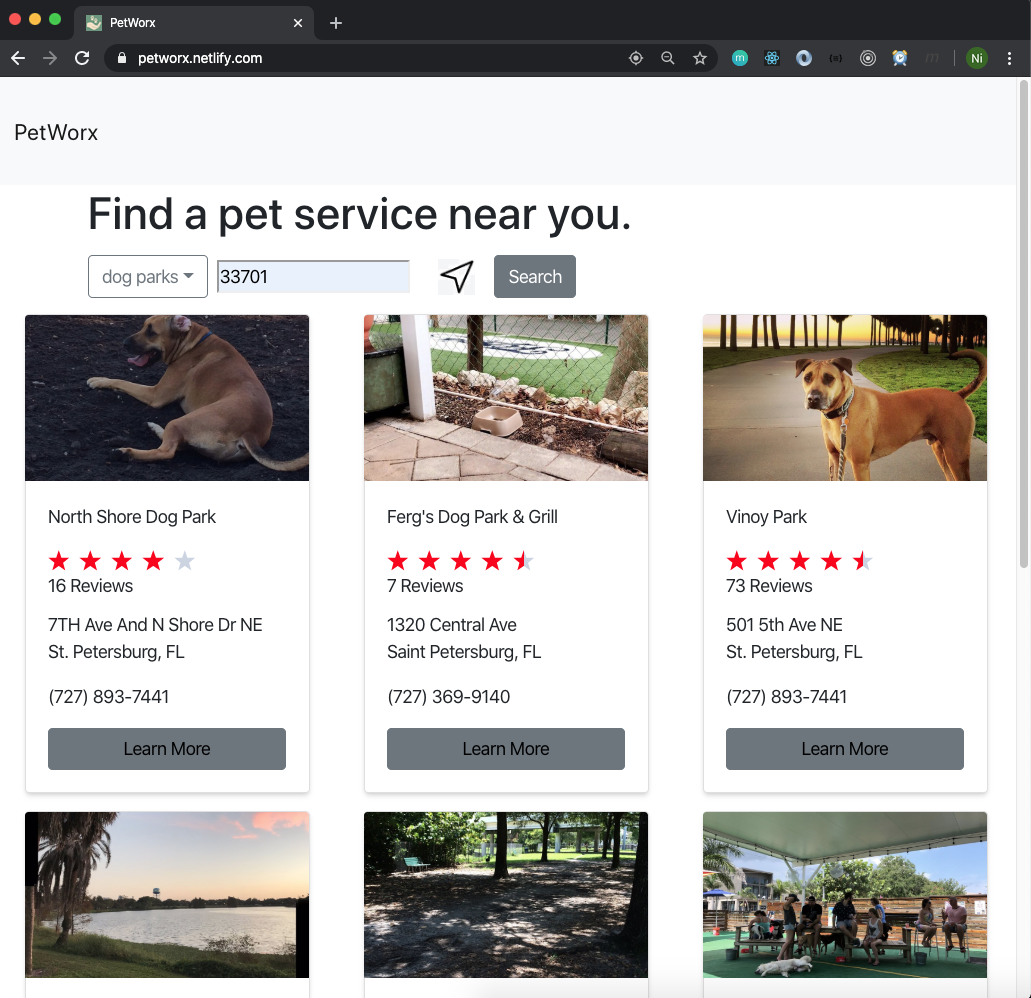 PetWorx
petworx.netlify.com
Ni
PetWorx
Find a pet service near you.
dog parks
33701
Search
North Shore Dog Park
16 Reviews
7TH Ave And N Shore Dr NE
St. Petersburg, FL
(727) 893-7441
Learn More
Ferg's Dog Park & Grill
7 Reviews
1320 Central Ave
Saint Petersburg, FL
(727) 369-9140
Learn More
Vinoy Park
73 Reviews
501 5th Ave NE
St. Petersburg, FL
(727) 893-7441
Learn More